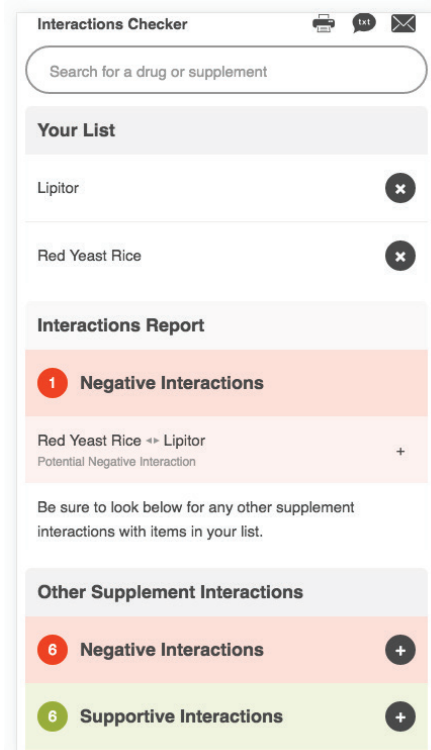 Interactions Checker
txt
Search for a drug or supplement
Your List
Lipitor
Red Yeast Rice
Interactions Report
1 Negative Interactions
Red Yeast Rice ◂▸ Lipitor
Potential Negative Interaction
+
Be sure to look below for any other supplement
interactions with items in your list.
Other Supplement Interactions
6 Negative Interactions +
6 Supportive Interactions +